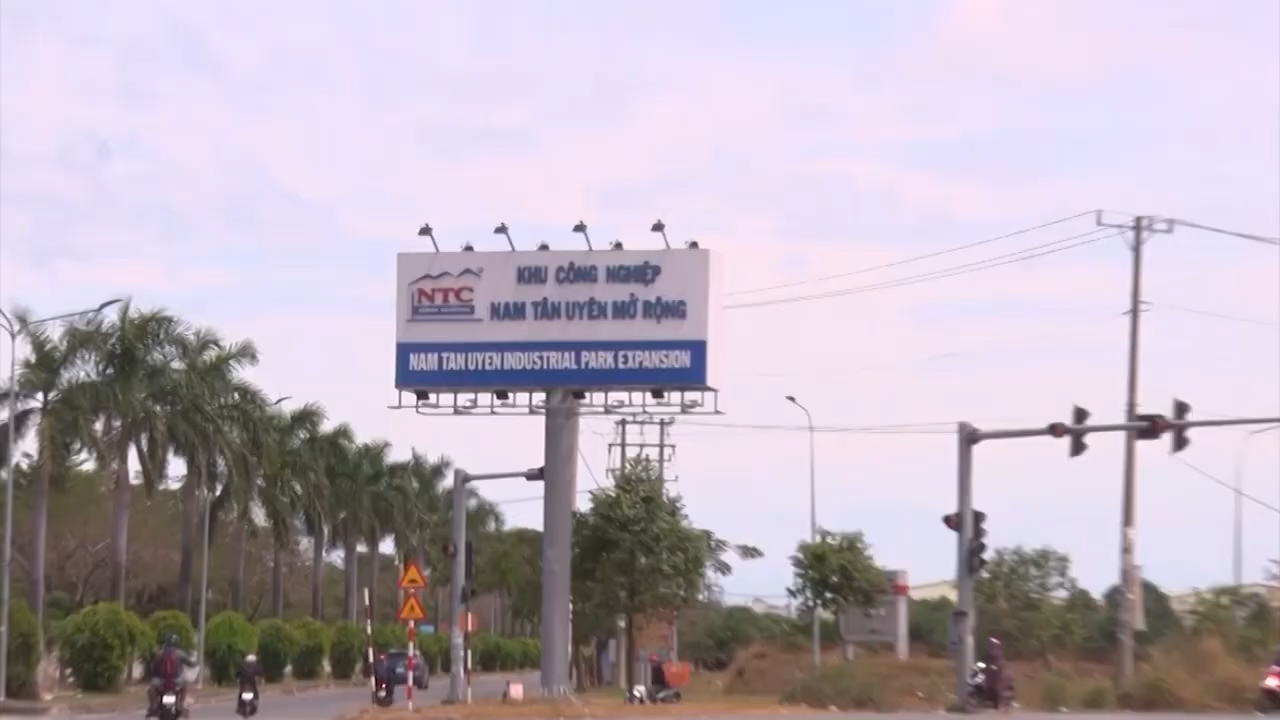 NTC
KHU CÔNG NGHIỆP
NAM TÂN UYÊN MỞ RỘNG
NAM TAN UYEN INDUSTRIAL PARK EXPANSION